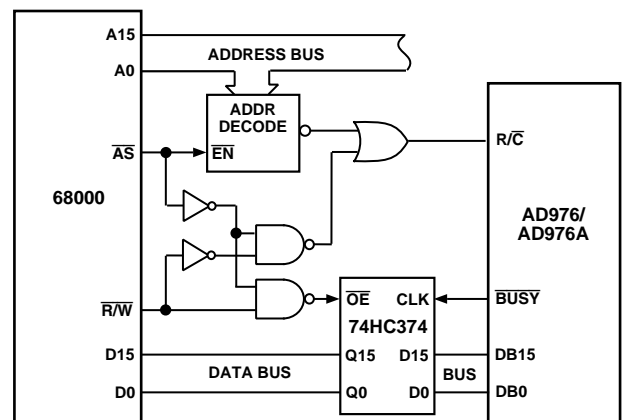 A15
ADDRESS BUS
A0
ADDR
DECODE
AS
EN
R/C
68000
AD976/
AD976A
R/W
OE CLK
BUSY
74HC374
D15
Q15 D15
DB15
DATA BUS
BUS
D0
Q0 D0
DB0